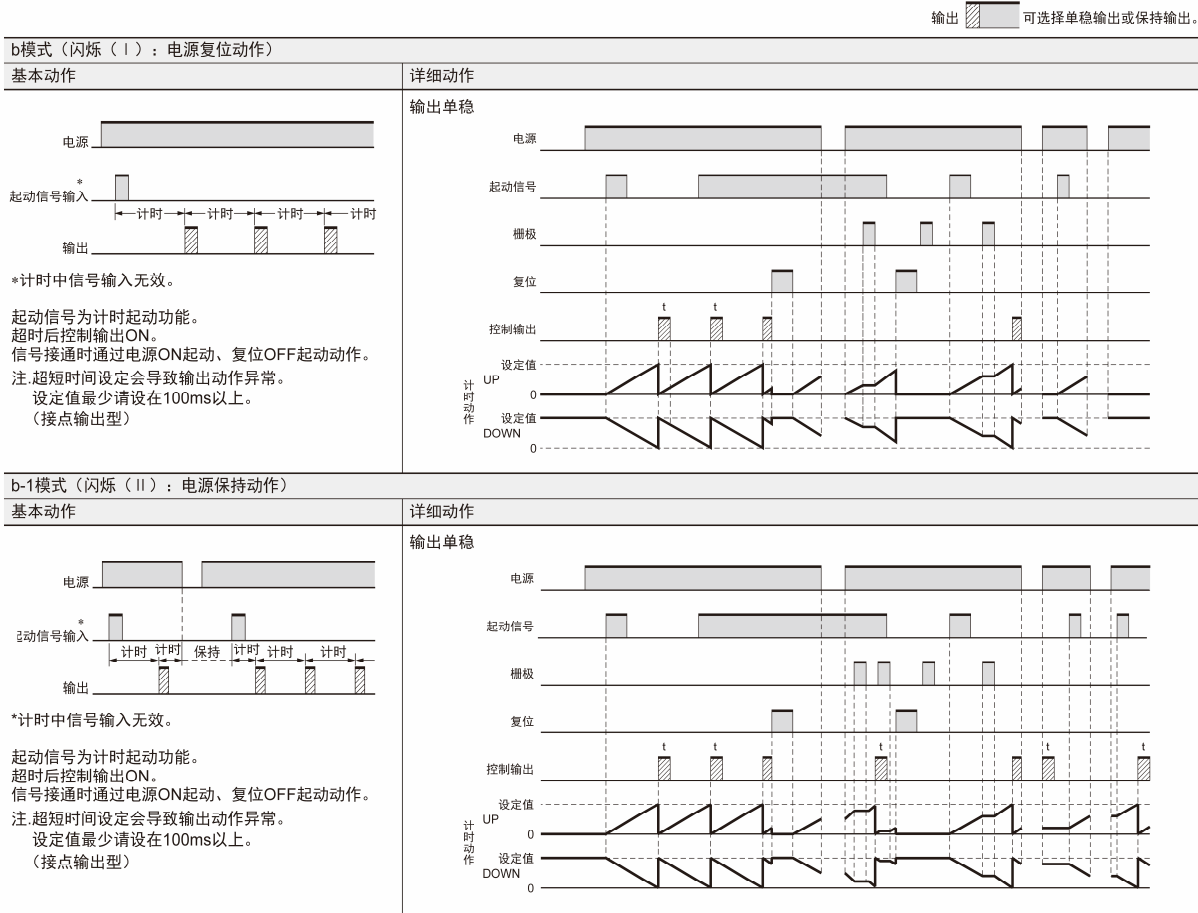 输出 可选择单稳输出或保持输出。
b模式（闪烁（Ⅰ）：电源复位动作）
基本动作
详细动作
电源
*
起动信号输入
计时 计时 计时 计时
输出
*计时中信号输入无效。
起动信号为计时起动功能。
超时后控制输出ON。
信号接通时通过电源ON起动、复位OFF起动动作。
注.超短时间设定会导致输出动作异常。
设定值最少请设在100ms以上。
（接点输出型）
输出单稳
电源
起动信号
栅极
复位
t t
控制输出
计时动作
设定值
UP
0
设定值
DOWN
0
b-1模式（闪烁（Ⅱ）：电源保持动作）
基本动作
详细动作
电源
*
起动信号输入
计时 计时 保持 计时 计时 计时
输出
*计时中信号输入无效。
起动信号为计时起动功能。
超时后控制输出ON。
信号接通时通过电源ON起动、复位OFF起动动作。
注.超短时间设定会导致输出动作异常。
设定值最少请设在100ms以上。
（接点输出型）
输出单稳
电源
起动信号
栅极
复位
t t t t t
控制输出
计时动作
设定值
UP
0
设定值
DOWN
0